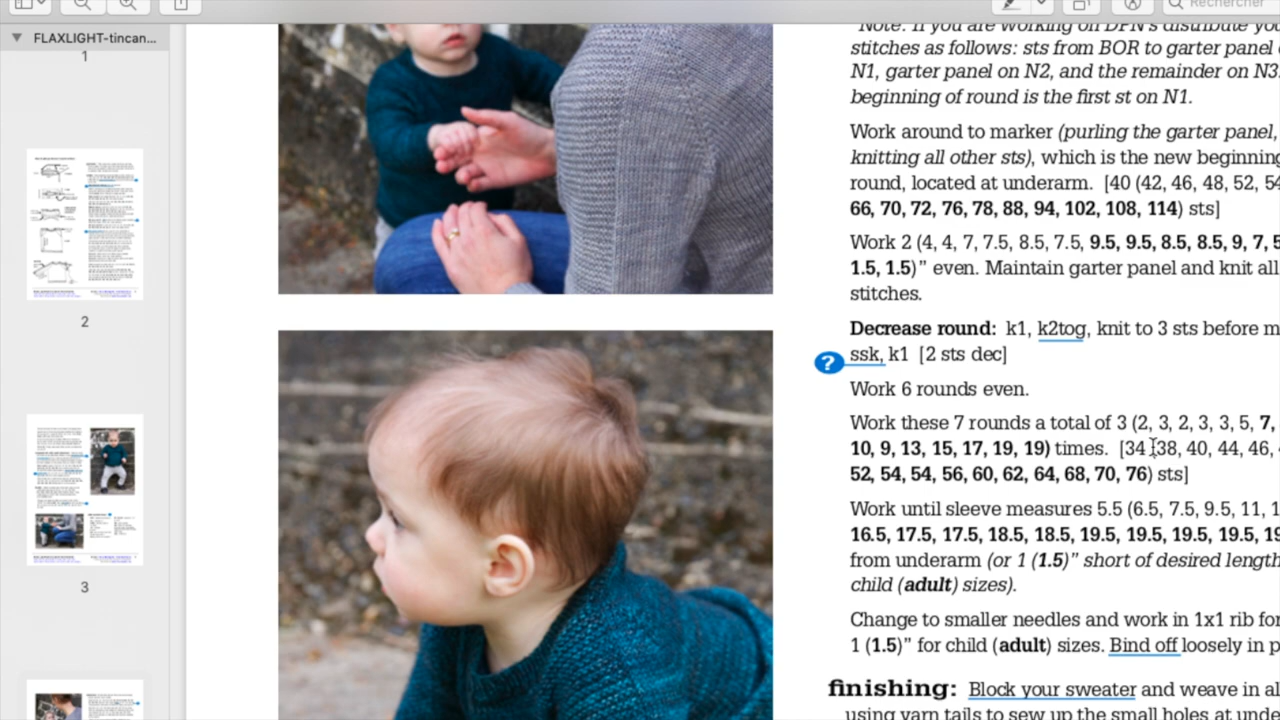 Rechercher
FLAXLIGHT-tincan...
1
2
3
Note: If you are working on DPN's distribute yo
stitches as follows: sts from BOR to garter panel
N1, garter panel on N2, and the remainder on N3
beginning of round is the first st on N1.
Work around to marker (purling the garter panel,
knitting all other sts), which is the new beginning
round, located at underarm. [40 (42, 46, 48, 52, 54
66, 70, 72, 76, 78, 88, 94, 102, 108, 114) sts]
Work 2 (4, 4, 7, 7.5, 8.5, 7.5, 9.5, 9.5, 8.5, 8.5, 9, 7, 5
1.5, 1.5)” even. Maintain garter panel and knit all
stitches.
Decrease round: k1, k2tog, knit to 3 sts before m
? ssk, k1 [2 sts dec]
Work 6 rounds even.
Work these 7 rounds a total of 3 (2, 3, 2, 3, 3, 5, 7,
10, 9, 13, 15, 17, 19, 19) times. [34 38, 40, 44, 46,
52, 54, 54, 56, 60, 62, 64, 68, 70, 76) sts]
Work until sleeve measures 5.5 (6.5, 7.5, 9.5, 11, 1
16.5, 17.5, 17.5, 18.5, 18.5, 19.5, 19.5, 19.5, 19.5, 19
from underarm (or 1 (1.5)” short of desired length
child (adult) sizes).
Change to smaller needles and work in 1x1 rib for
1 (1.5)” for child (adult) sizes. Bind off loosely in p
finishing: Block your sweater and weave in al
using yarn tails to sew up the small holes at unde